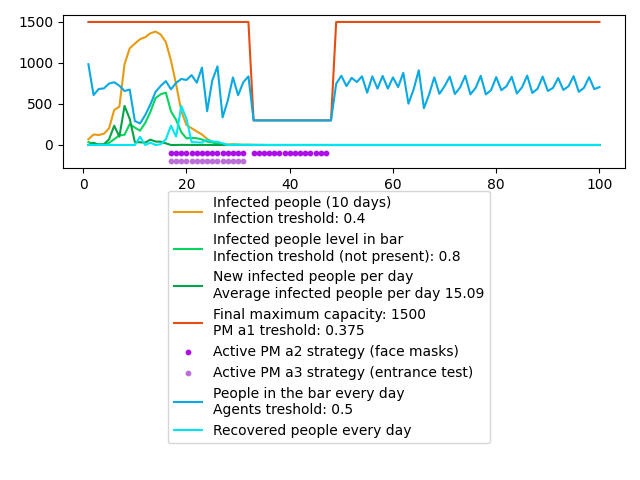 1500
1000
500
0
0
20
40
60
80
100
Infected people (10 days)
Infection treshold: 0.4
Infected people level in bar
Infection treshold (not present): 0.8
New infected people per day
Average infected people per day 15.09
Final maximum capacity: 1500
PM a1 treshold: 0.375
Active PM a2 strategy (face masks)
Active PM a3 strategy (entrance test)
People in the bar every day
Agents treshold: 0.5
Recovered people every day